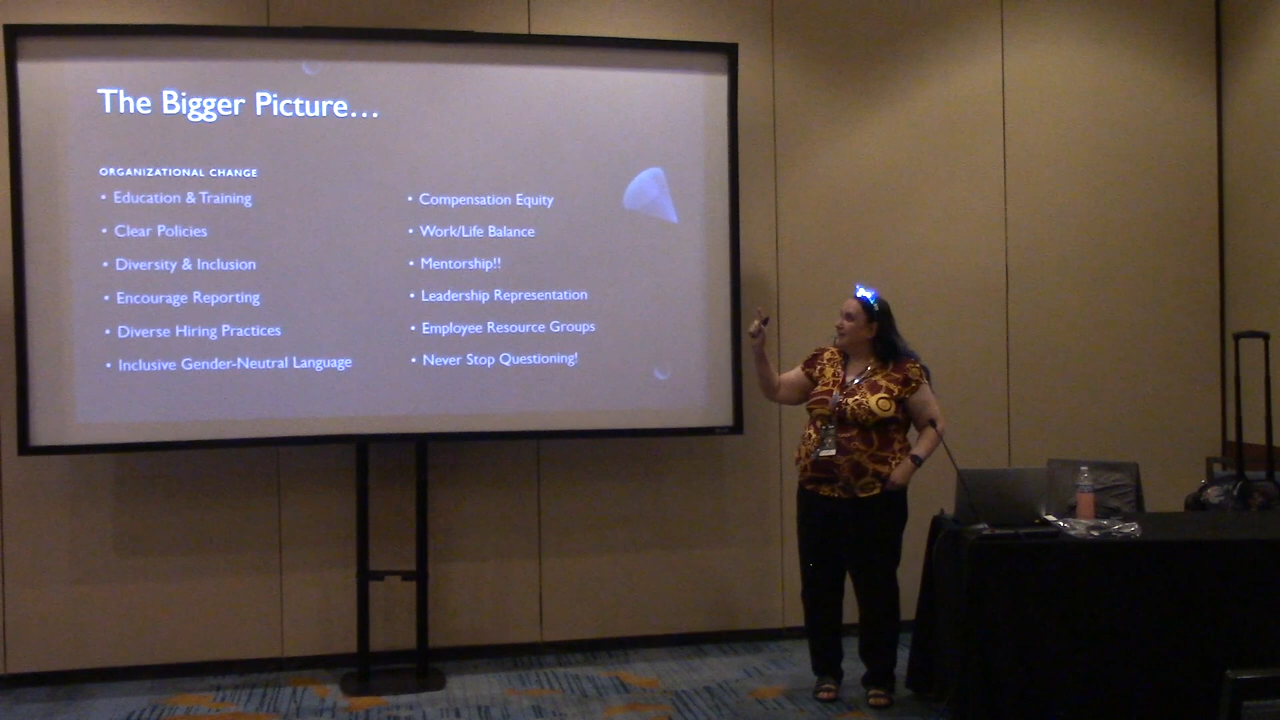 The Bigger Picture...
ORGANIZATIONAL CHANGE
• Education & Training
• Clear Policies
• Diversity & Inclusion
• Encourage Reporting
• Diverse Hiring Practices
• Inclusive Gender-Neutral Language
• Compensation Equity
• Work/Life Balance
• Mentorship!!
• Leadership Representation
• Employee Resource Groups
• Never Stop Questioning!